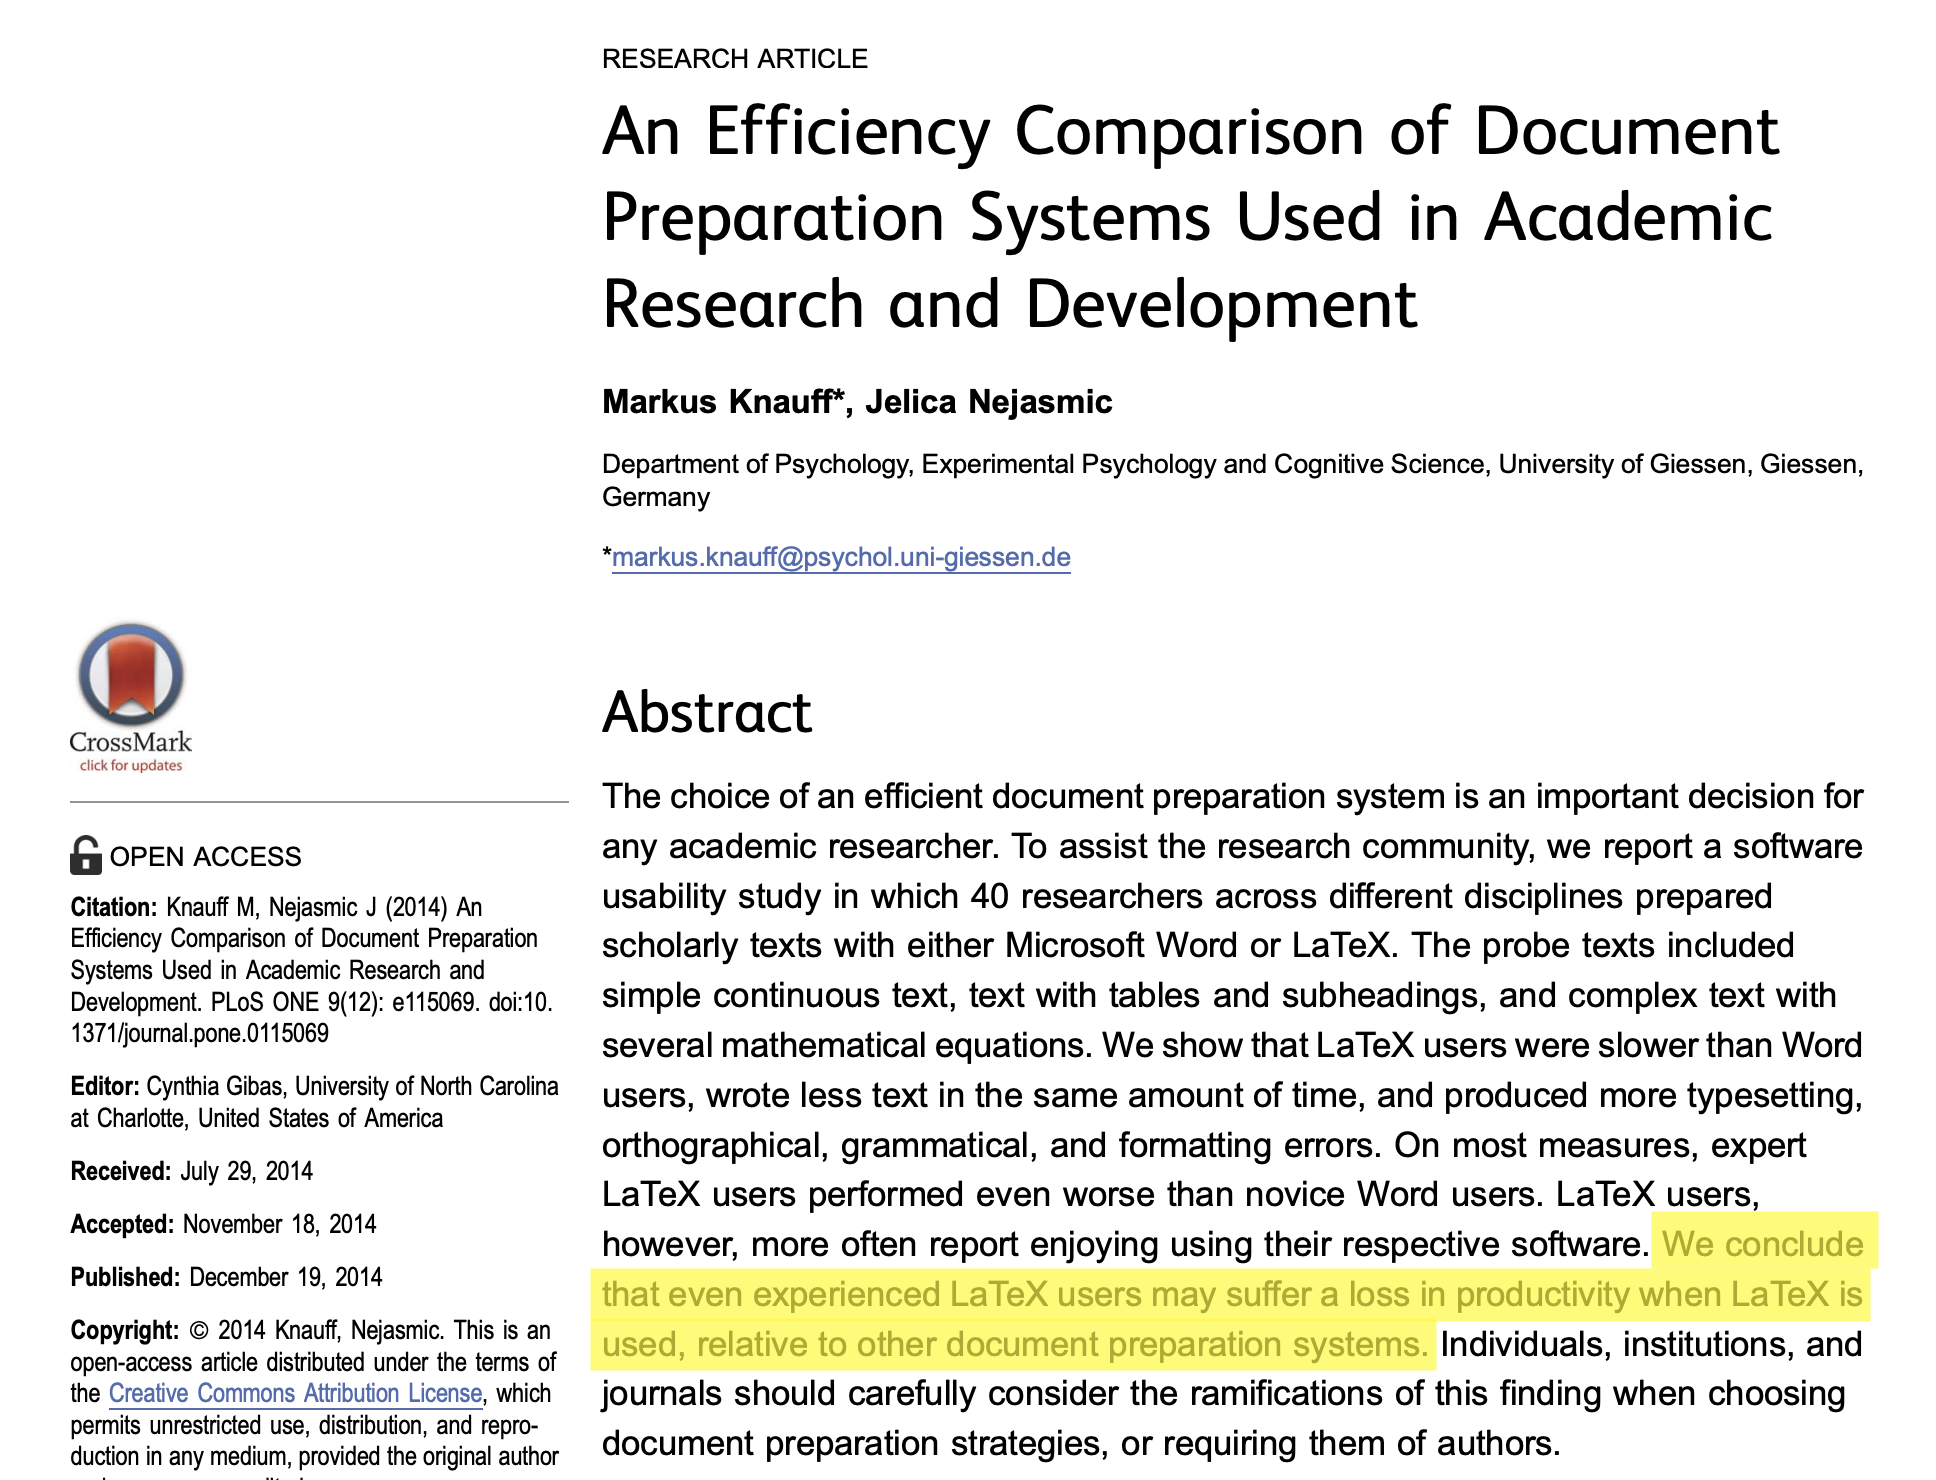 RESEARCH ARTICLE
An Efficiency Comparison of Document
Preparation Systems Used in Academic
Research and Development
Markus Knauff*, Jelica Nejasmic
Department of Psychology, Experimental Psychology and Cognitive Science, University of Giessen, Giessen,
Germany
*markus.knauff@psychol.uni-giessen.de
CrossMark
click for updates
OPEN ACCESS
Citation: Knauff M, Nejasmic J (2014) An
Efficiency Comparison of Document Preparation
Systems Used in Academic Research and
Development. PLoS ONE 9(12): e115069. doi:10.
1371/journal.pone.0115069
Editor: Cynthia Gibas, University of North Carolina
at Charlotte, United States of America
Received: July 29, 2014
Accepted: November 18, 2014
Published: December 19, 2014
Copyright: © 2014 Knauff, Nejasmic. This is an
open-access article distributed under the terms of
the Creative Commons Attribution License, which
permits unrestricted use, distribution, and repro-
duction in any medium, provided the original author
Abstract
The choice of an efficient document preparation system is an important decision for
any academic researcher. To assist the research community, we report a software
usability study in which 40 researchers across different disciplines prepared
scholarly texts with either Microsoft Word or LaTeX. The probe texts included
simple continuous text, text with tables and subheadings, and complex text with
several mathematical equations. We show that LaTeX users were slower than Word
users, wrote less text in the same amount of time, and produced more typesetting,
orthographical, grammatical, and formatting errors. On most measures, expert
LaTeX users performed even worse than novice Word users. LaTeX users,
however, more often report enjoying using their respective software. We conclude
that even experienced LaTeX users may suffer a loss in productivity when LaTeX is
used, relative to other document preparation systems. Individuals, institutions, and
journals should carefully consider the ramifications of this finding when choosing
document preparation strategies, or requiring them of authors.